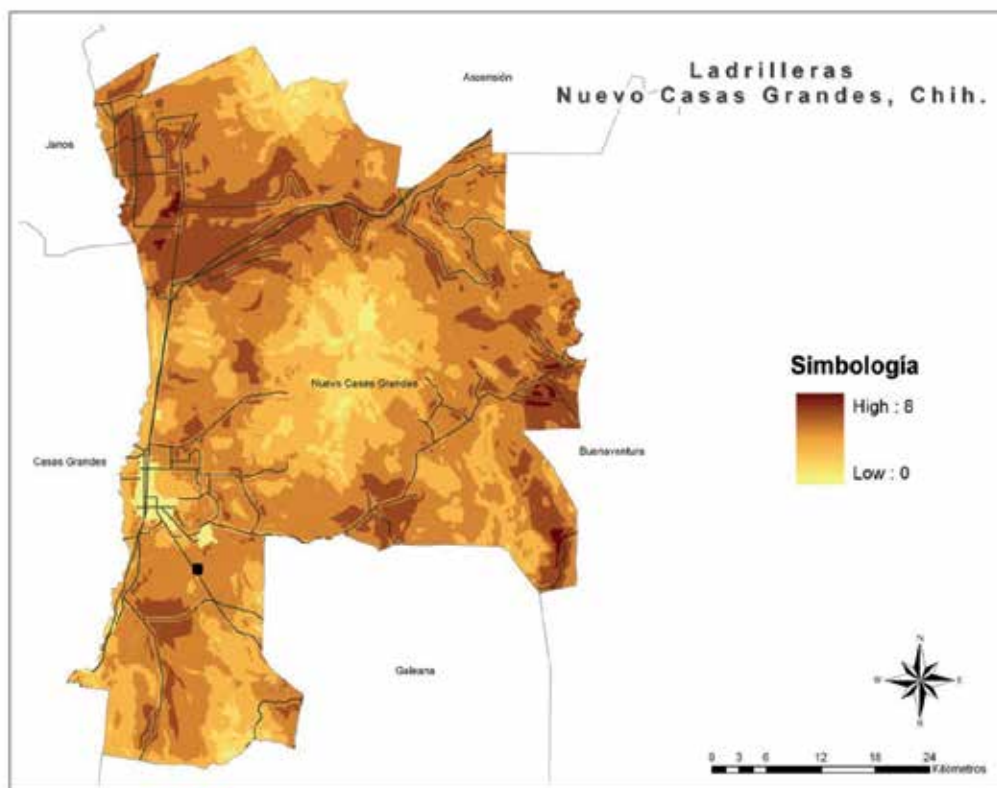 Ladrilleras
Nuevo Casas Grandes, Chih.
Ascensión
Janos
Nuevo Casas Grandes
Casas Grandes
Buenaventura
Galeana
Simbología
High : 8
Low : 0
N
W
E
S
0 3 6 12 18 24
Kilometros